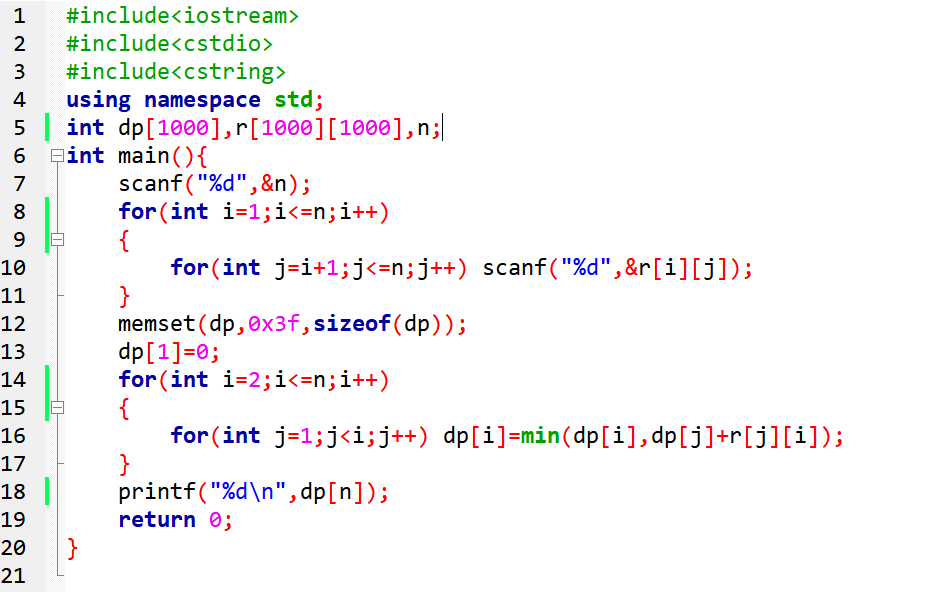 1 #include<iostream>
2 #include<cstdio>
3 #include<cstring>
4 using namespace std;
5 int dp[1000],r[1000][1000],n;
6 int main(){
7     scanf("%d",&n);
8     for(int i=1;i<=n;i++)
9     {
10         for(int j=i+1;j<=n;j++) scanf("%d",&r[i][j]);
11     }
12     memset(dp,0x3f,sizeof(dp));
13     dp[1]=0;
14     for(int i=2;i<=n;i++)
15     {
16         for(int j=1;j<i;j++) dp[i]=min(dp[i],dp[j]+r[j][i]);
17     }
18     printf("%d\n",dp[n]);
19     return 0;
20 }
21